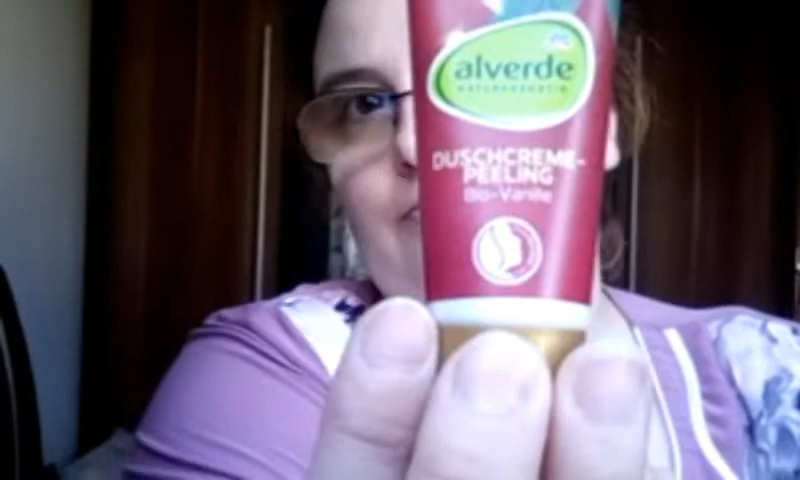 alverde
NATURKOSMETIK
DUSCHCREME-
PEELING
Bio-Vanille